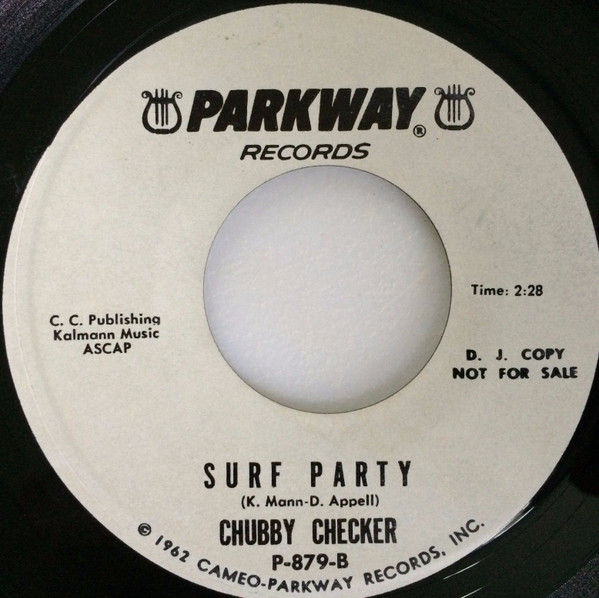 PARKWAY®
RECORDS
Time: 2:28
C. C. Publishing
Kalmann Music
ASCAP
D. J. COPY
NOT FOR SALE
SURF PARTY
(K. Mann-D. Appell)
CHUBBY CHECKER
P-879-B
© 1962 CAMEO-PARKWAY RECORDS, INC.